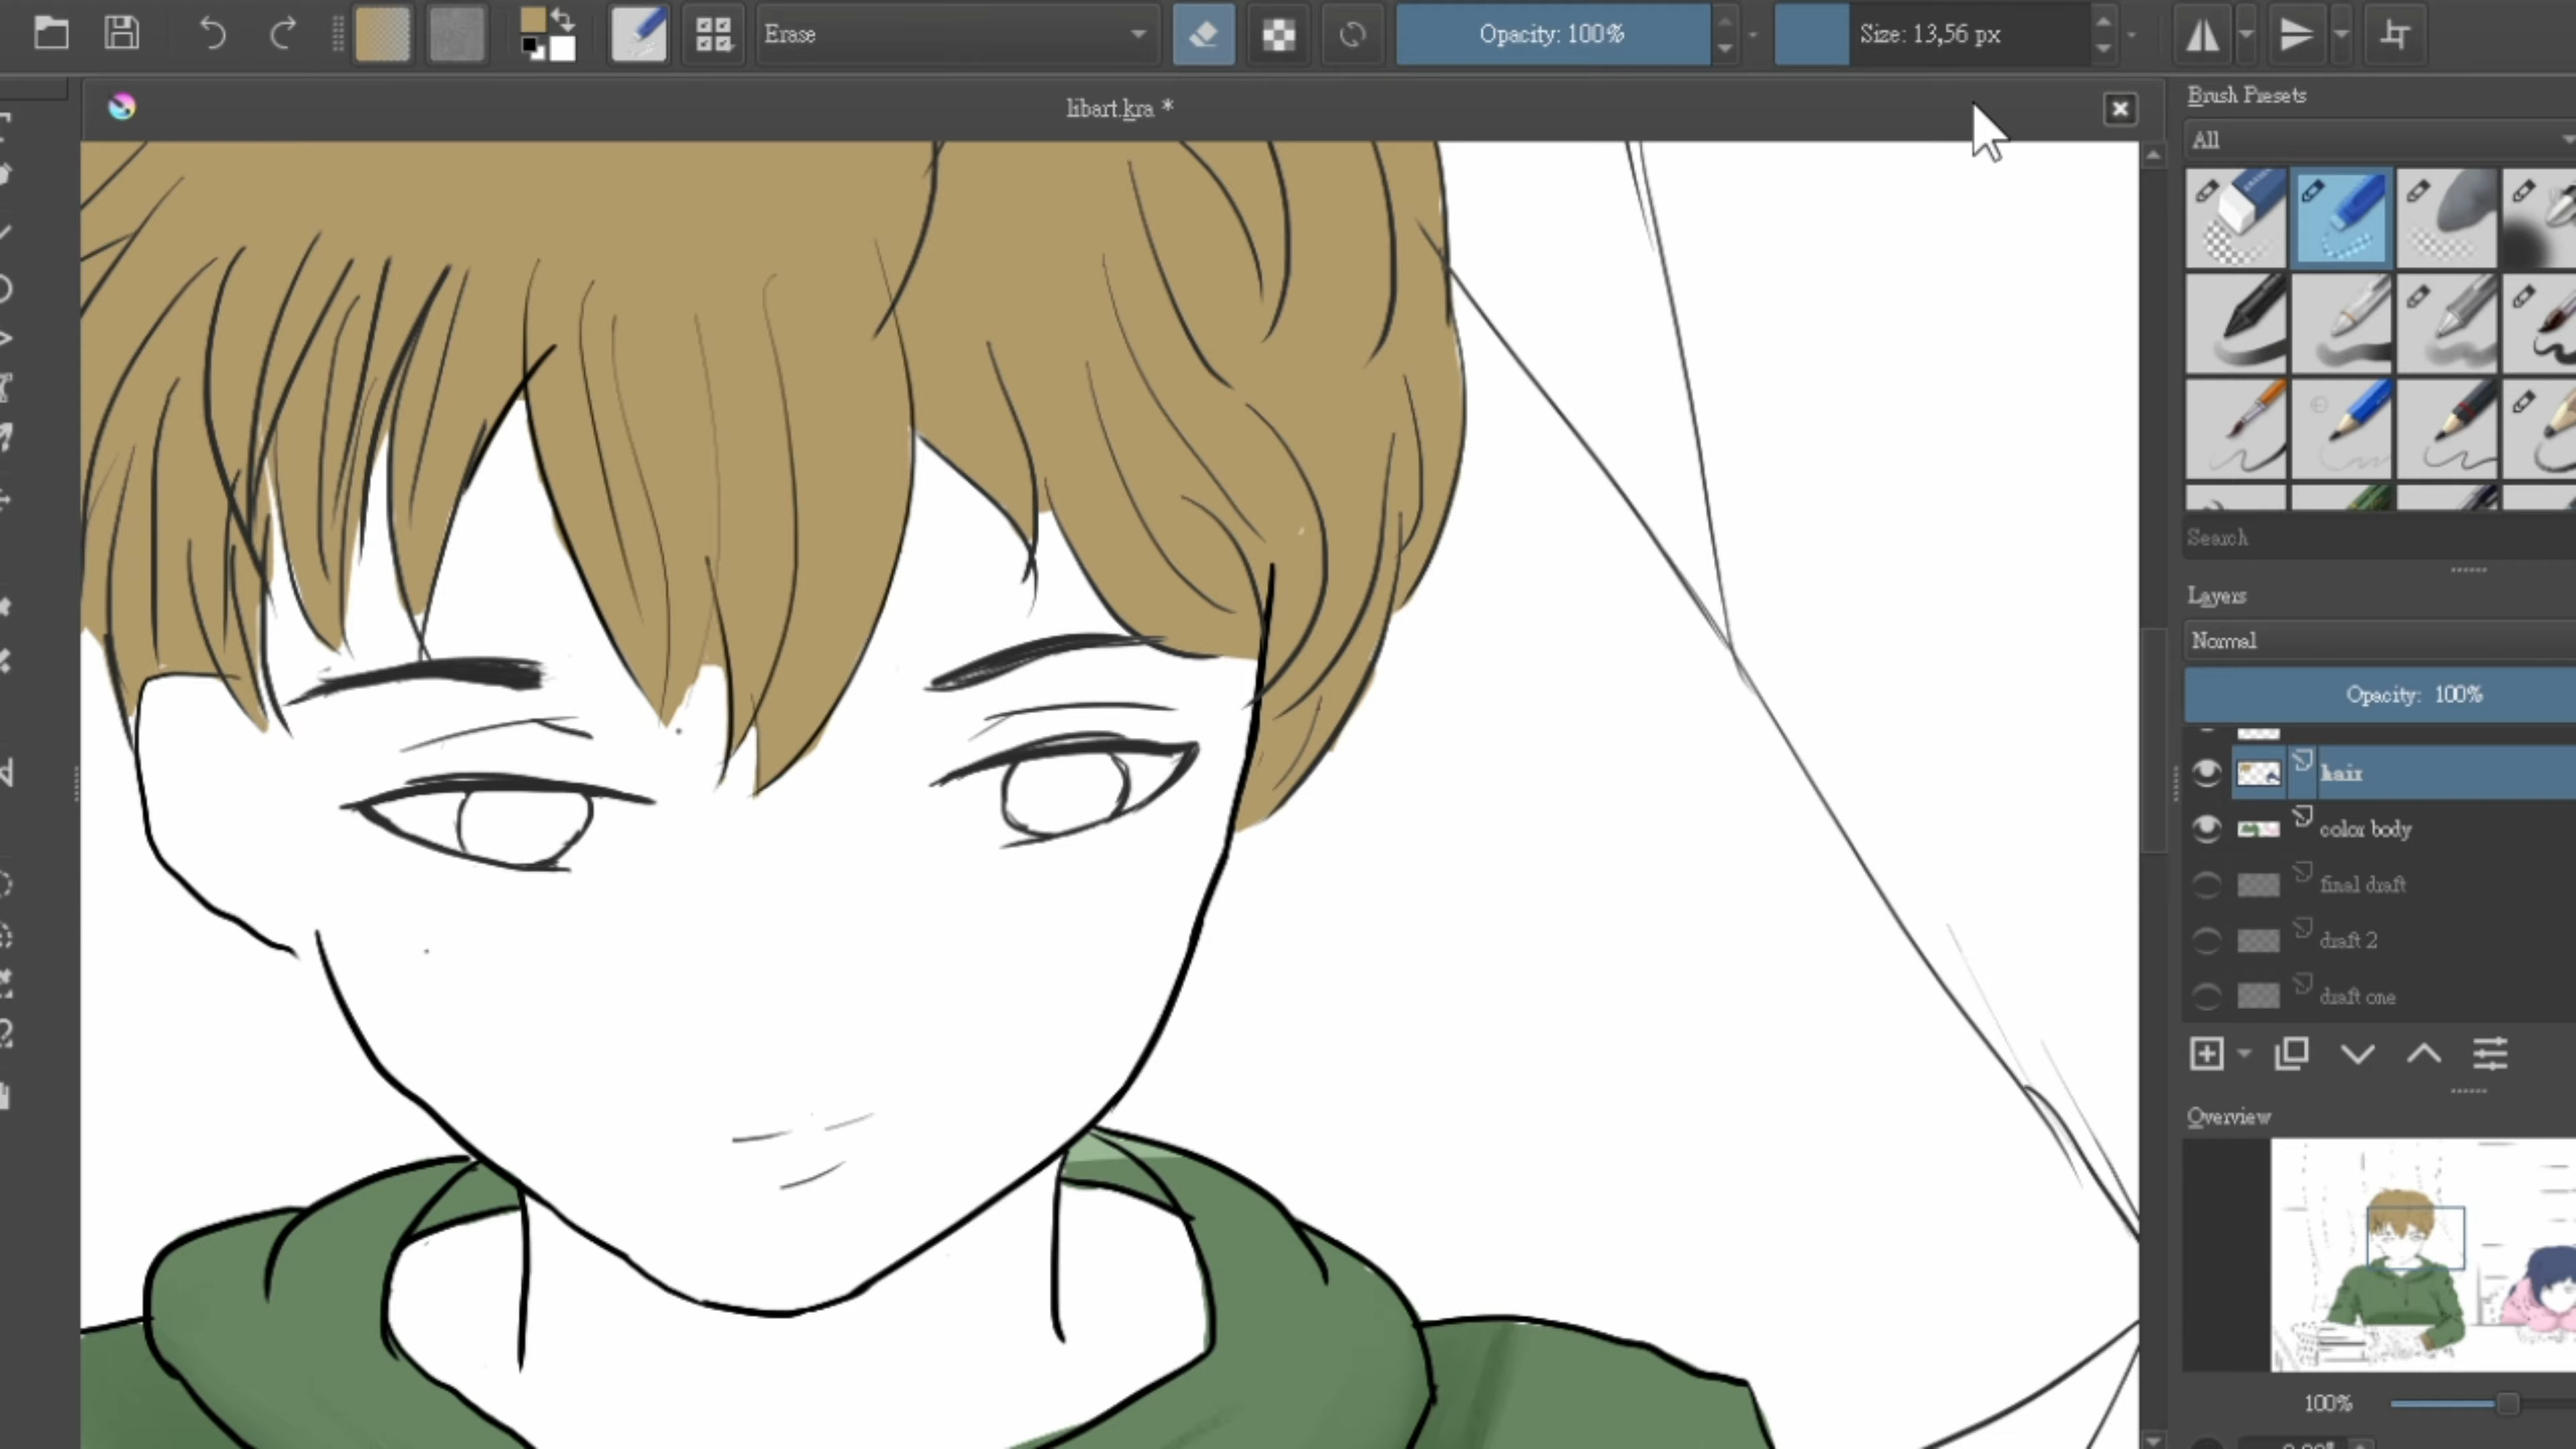 Erase
Opacity: 100%
Size: 13,56 px
libart.kra *
Brush Presets
All
Search
Layers
Normal
Opacity: 100%
hair
color body
final draft
draft 2
draft one
Overview
100%